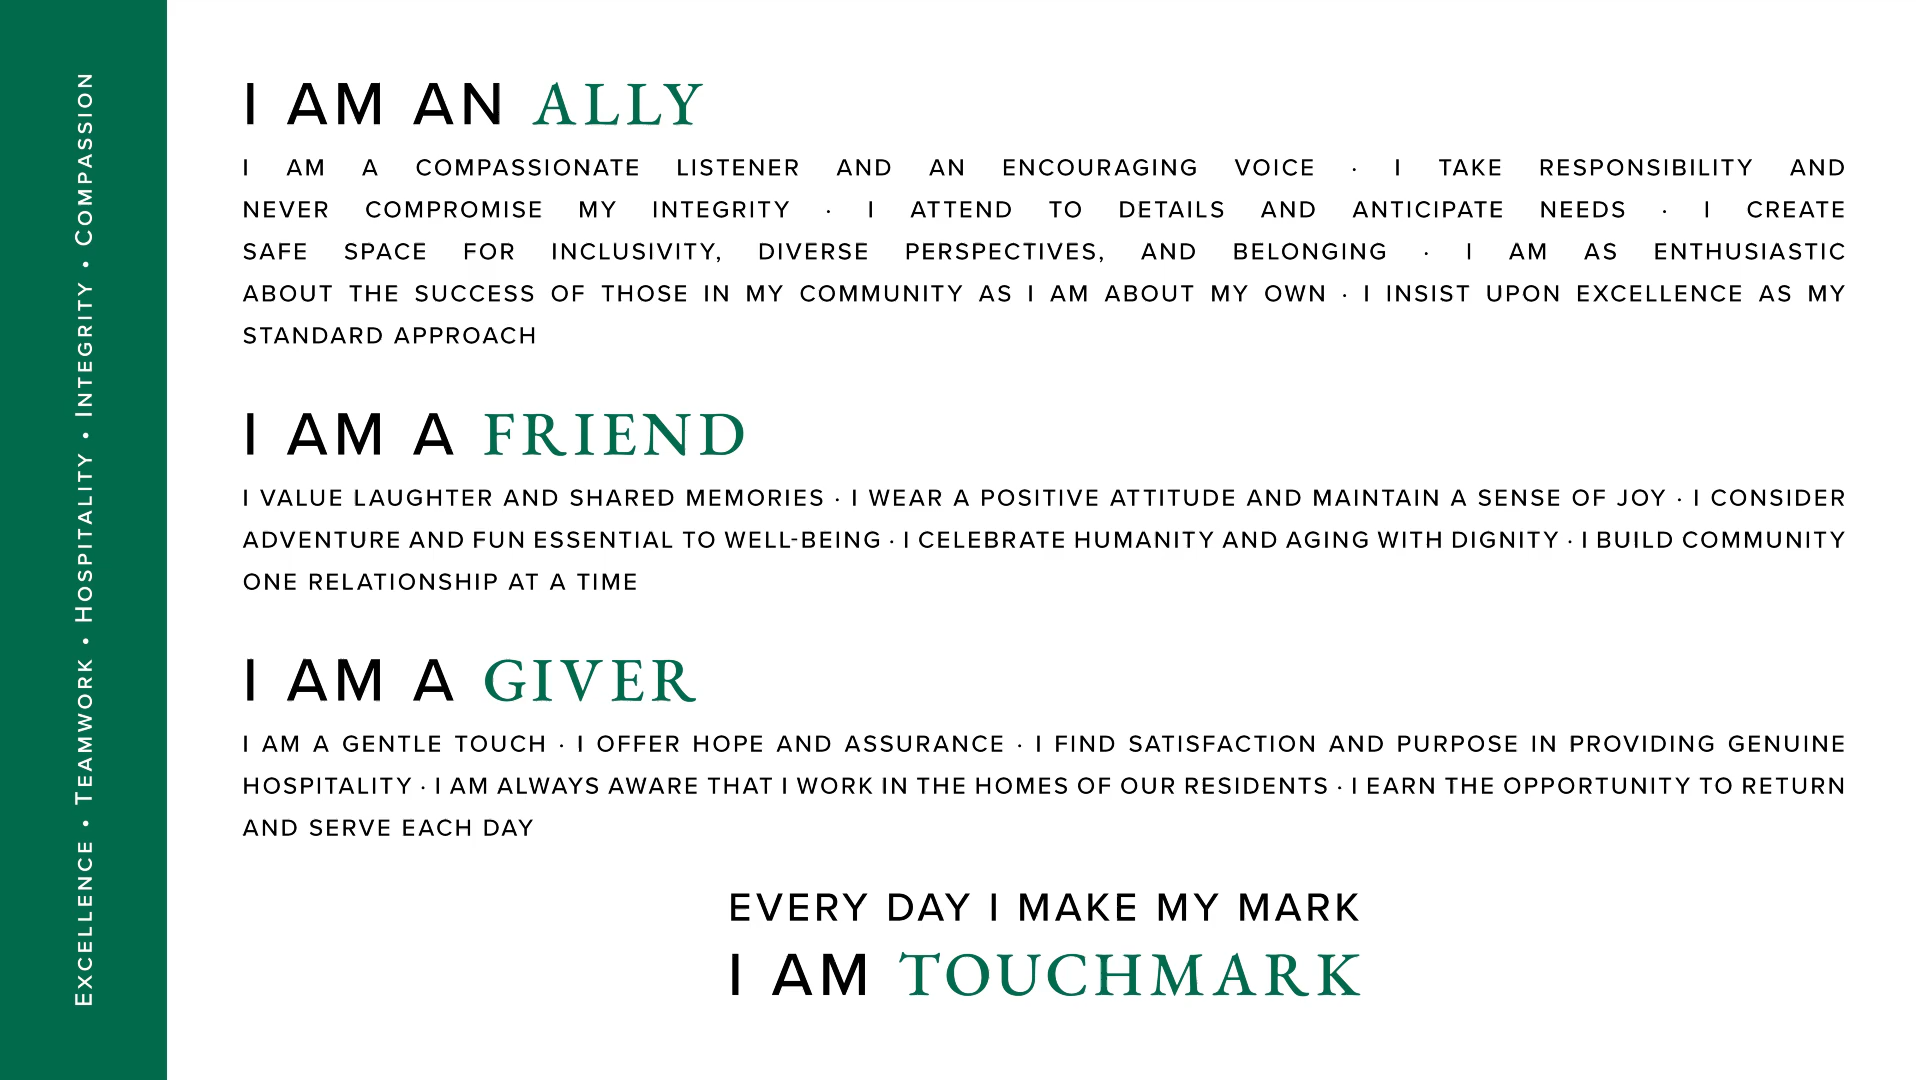 EXCELLENCE • TEAMWORK • HOSPITALITY • INTEGRITY • COMPASSION
I AM AN ALLY
I AM A COMPASSIONATE LISTENER AND AN ENCOURAGING VOICE · I TAKE RESPONSIBILITY AND
NEVER COMPROMISE MY INTEGRITY · I ATTEND TO DETAILS AND ANTICIPATE NEEDS · I CREATE
SAFE SPACE FOR INCLUSIVITY, DIVERSE PERSPECTIVES, AND BELONGING · I AM AS ENTHUSIASTIC
ABOUT THE SUCCESS OF THOSE IN MY COMMUNITY AS I AM ABOUT MY OWN · I INSIST UPON EXCELLENCE AS MY
STANDARD APPROACH
I AM A FRIEND
I VALUE LAUGHTER AND SHARED MEMORIES · I WEAR A POSITIVE ATTITUDE AND MAINTAIN A SENSE OF JOY · I CONSIDER
ADVENTURE AND FUN ESSENTIAL TO WELL-BEING · I CELEBRATE HUMANITY AND AGING WITH DIGNITY · I BUILD COMMUNITY
ONE RELATIONSHIP AT A TIME
I AM A GIVER
I AM A GENTLE TOUCH · I OFFER HOPE AND ASSURANCE · I FIND SATISFACTION AND PURPOSE IN PROVIDING GENUINE
HOSPITALITY · I AM ALWAYS AWARE THAT I WORK IN THE HOMES OF OUR RESIDENTS · I EARN THE OPPORTUNITY TO RETURN
AND SERVE EACH DAY
EVERY DAY I MAKE MY MARK
I AM TOUCHMARK